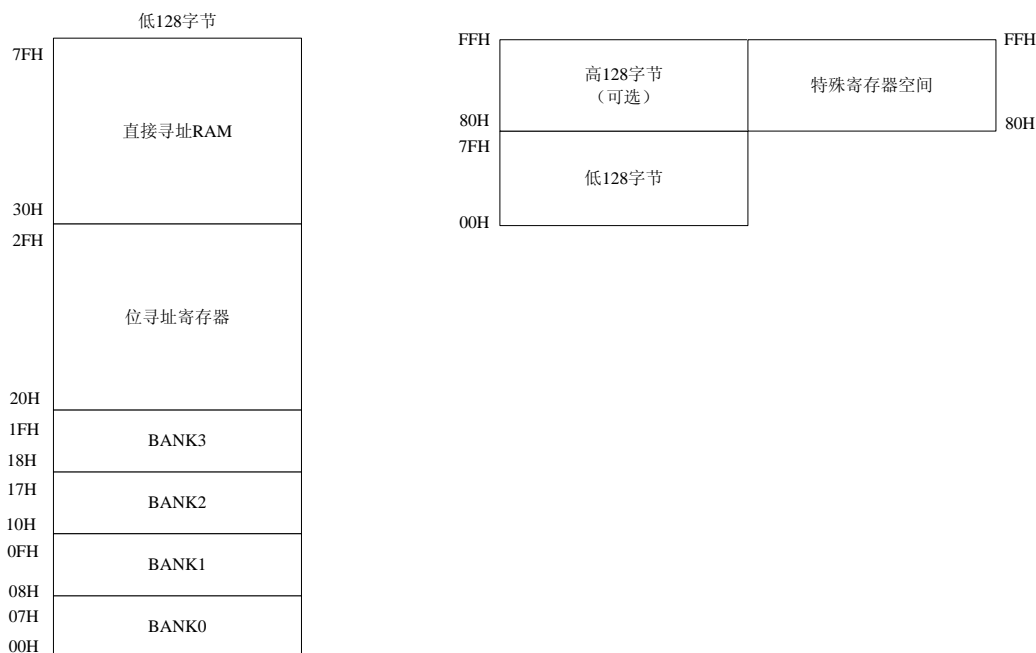 低128字节
7FH
直接寻址RAM
30H
2FH
位寻址寄存器
20H
1FH
BANK3
18H
17H
BANK2
10H
0FH
BANK1
08H
07H
BANK0
00H
FFH
高128字节
（可选）
特殊寄存器空间
FFH
80H
80H
7FH
低128字节
00H